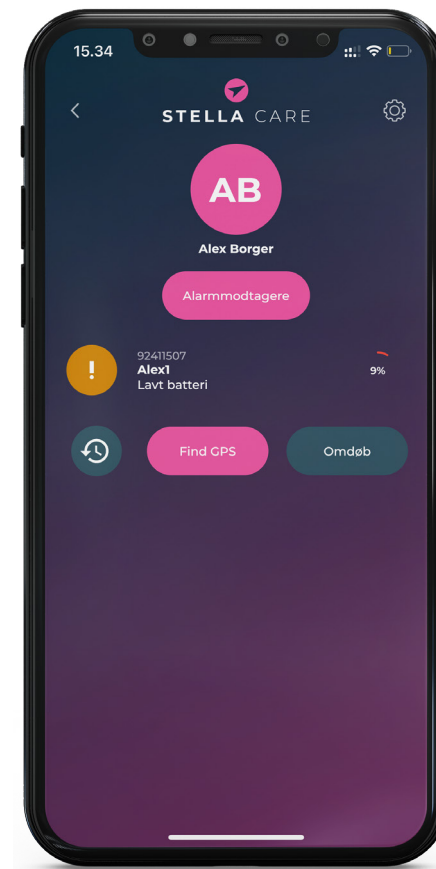 15.34
STELLA CARE
AB
Alex Borger
Alarmmodtagere
92411507
Alex1
Lavt batteri
9%
!
Find GPS
Omdøb